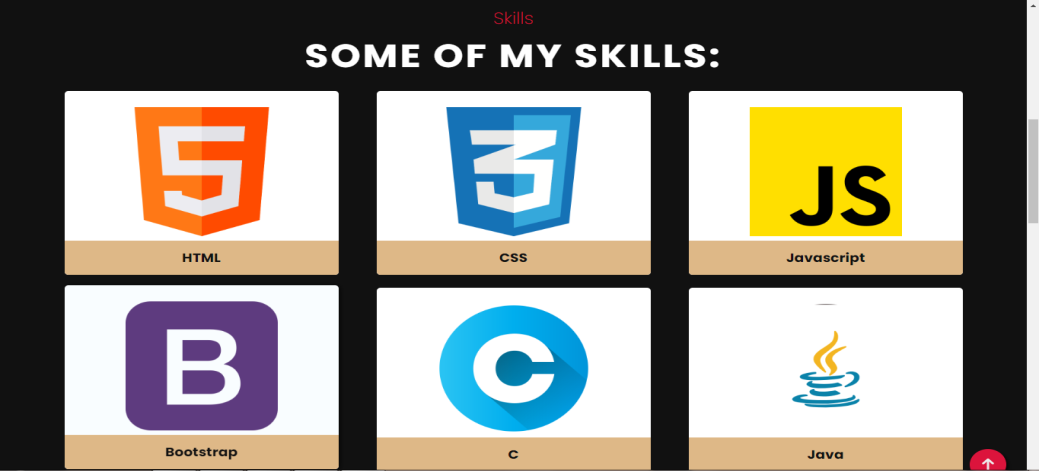 Skills
SOME OF MY SKILLS:
5
3
JS
HTML
CSS
Javascript
B
C
Bootstrap
C
Java